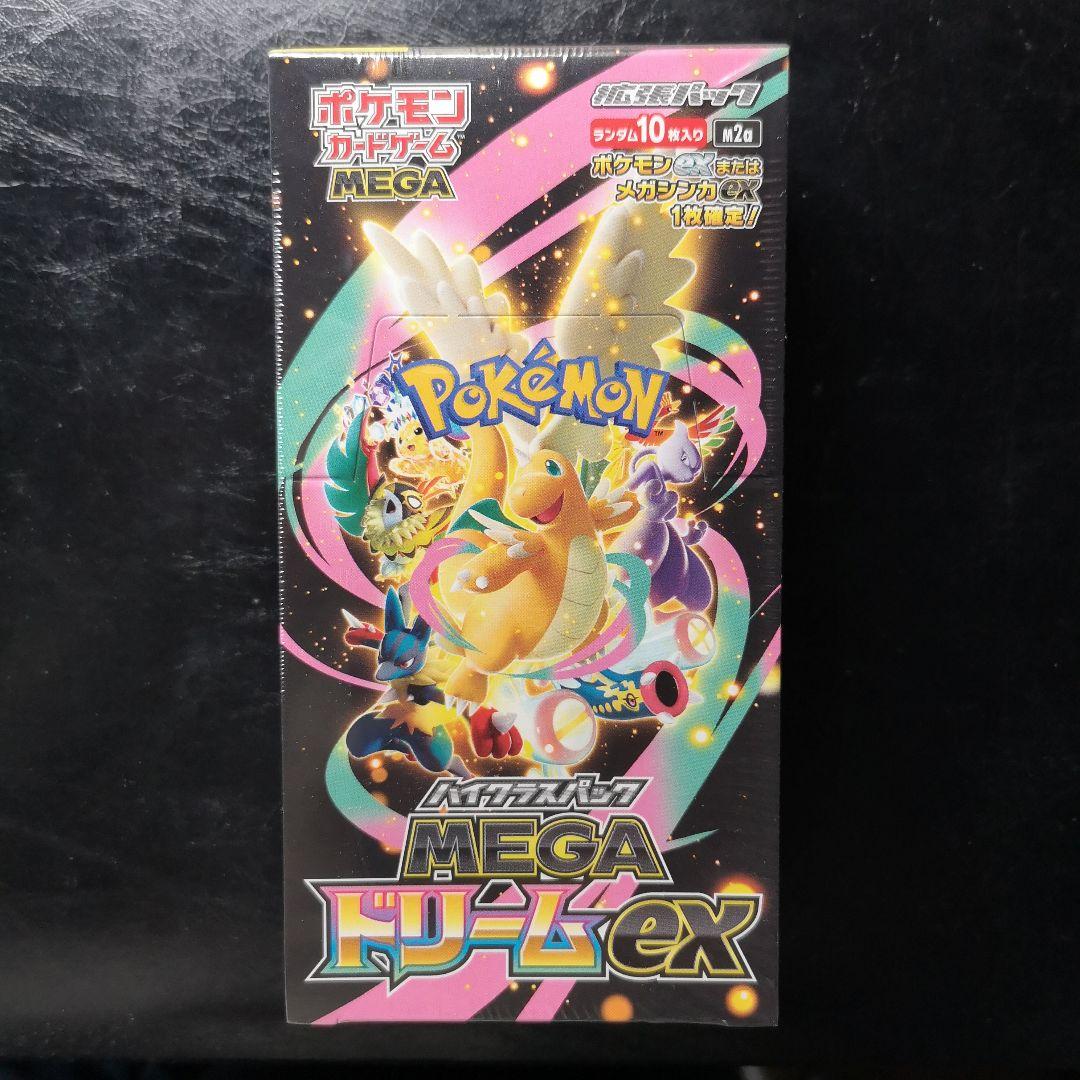 ポケモン
カードゲーム™
MEGA
拡張パック
ランダム10枚入り M2a
ポケモンexまたは
メガシンカex
1枚確定!
POKéMON™
ハイクラスパック
MEGA
ドリームex